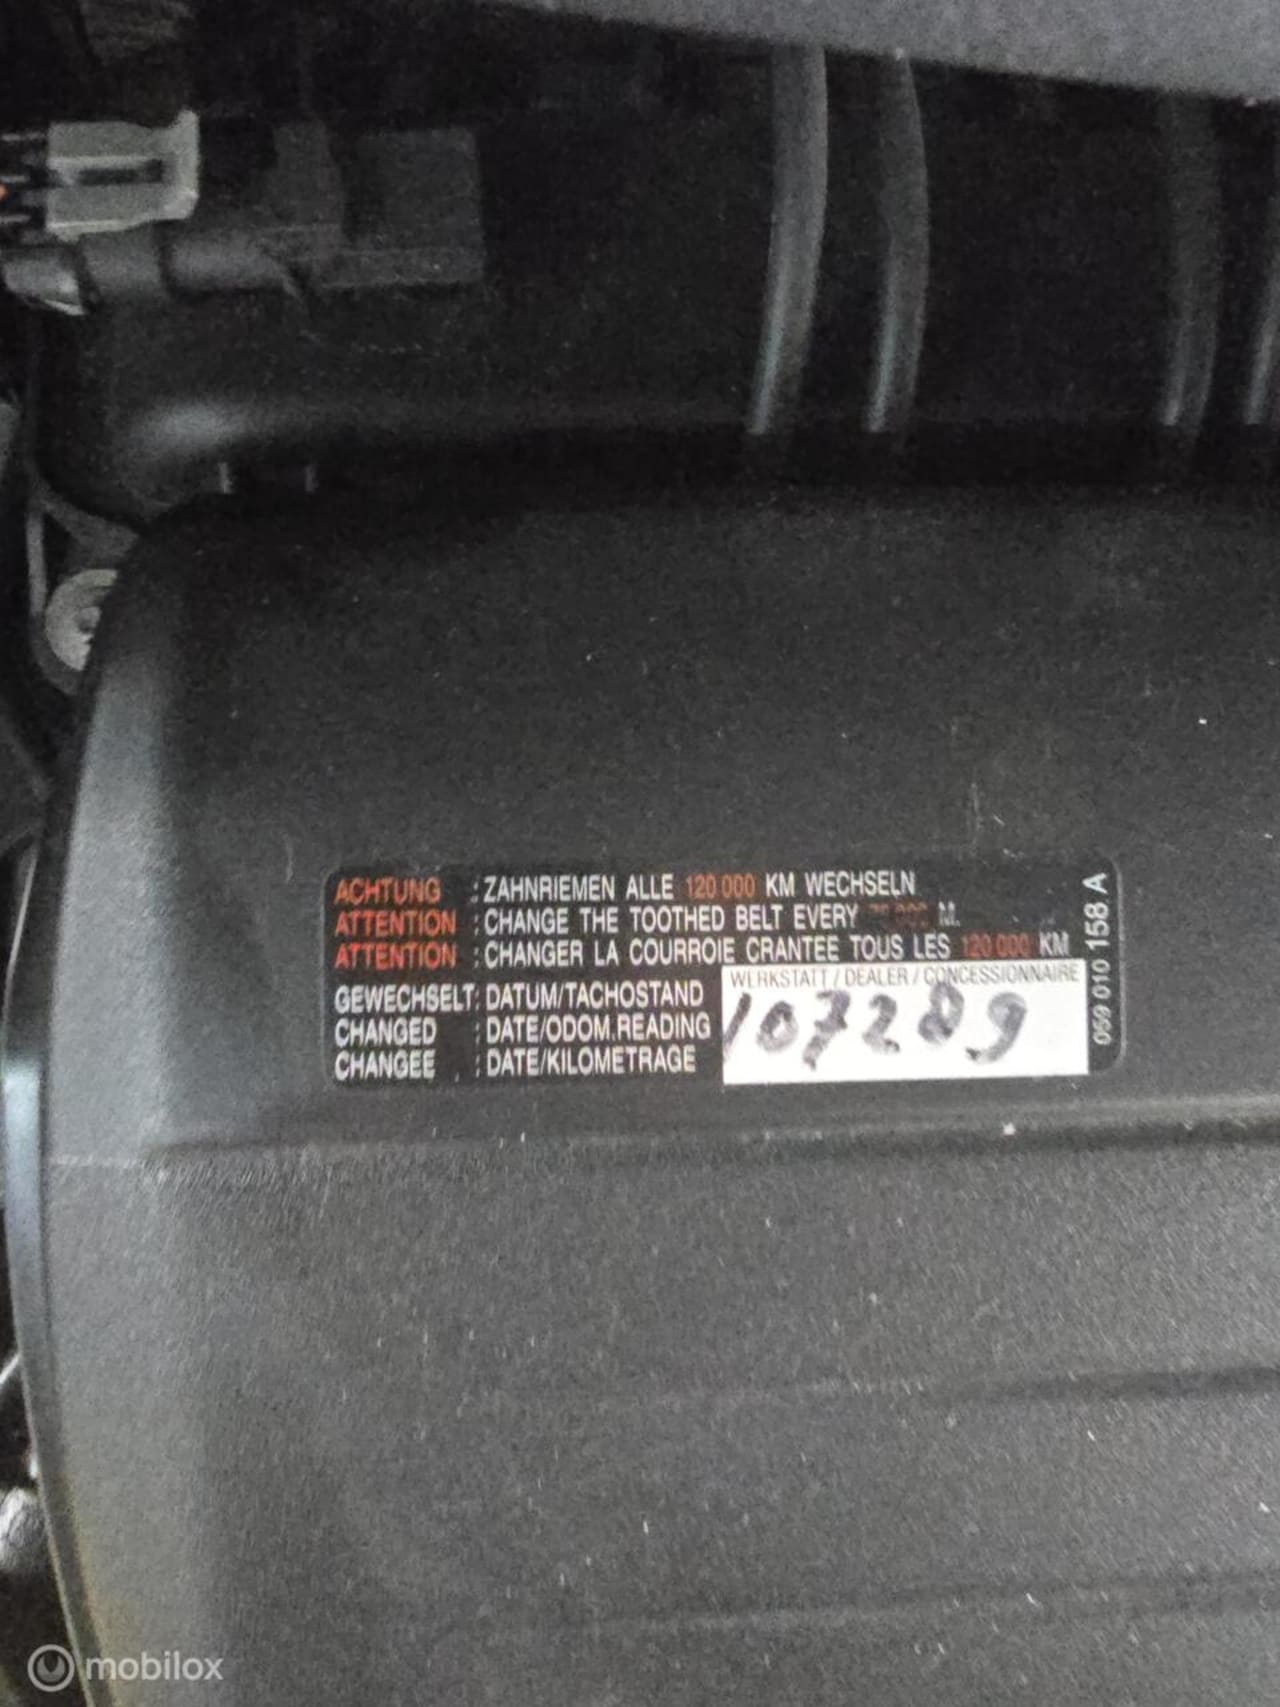 ACHTUNG : ZAHNRIEMEN ALLE 120 000 KM WECHSELN
ATTENTION : CHANGE THE TOOTHED BELT EVERY M.
ATTENTION : CHANGER LA COURROIE CRANTEE TOUS LES 120 000 KM
WERKSTATT / DEALER / CONCESSIONNAIRE
GEWECHSELT: DATUM/TACHOSTAND
CHANGED : DATE/ODOM.READING
CHANGEE : DATE/KILOMETRAGE
107289
059 010 158 A
mobilox